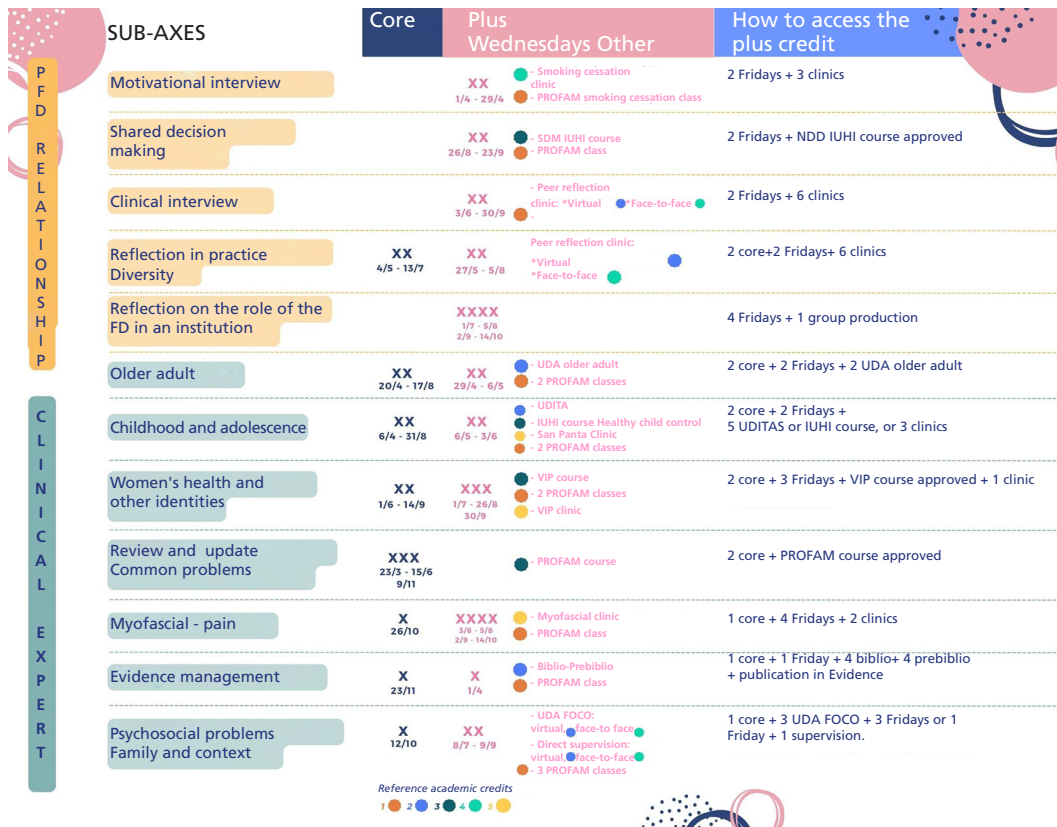 SUB-AXES
Core
Plus
Wednesdays Other
How to access the
plus credit
PFD RELATIONSHIP
Motivational interview
XX
1/4 - 29/4
- Smoking cessation
clinic
- PROFAM smoking cessation class
2 Fridays + 3 clinics
Shared decision
making
XX
26/8 - 23/9
- SDM IUHI course
- PROFAM class
2 Fridays + NDD IUHI course approved
Clinical interview
XX
3/6 - 30/9
- Peer reflection
clinic: *Virtual *Face-to-face
-
2 Fridays + 6 clinics
Reflection in practice
Diversity
XX
4/5 - 13/7
XX
27/5 - 5/8
Peer reflection clinic:
*Virtual
*Face-to-face
2 core+2 Fridays+ 6 clinics
Reflection on the role of the
FD in an institution
XXXX
1/7 - 5/8
2/9 - 14/10
4 Fridays + 1 group production
CLINICAL EXPERT
Older adult
XX
20/4 - 17/8
XX
29/4 - 6/5
- UDA older adult
- 2 PROFAM classes
2 core + 2 Fridays + 2 UDA older adult
Childhood and adolescence
XX
6/4 - 31/8
XX
6/5 - 3/6
- UDITA
- IUHI course Healthy child control
- San Panta Clinic
- 2 PROFAM classes
2 core + 2 Fridays +
5 UDITAS or IUHI course, or 3 clinics
Women's health and
other identities
XX
1/6 - 14/9
XXX
1/7 - 26/8
30/9
- VIP course
- 2 PROFAM classes
- VIP clinic
2 core + 3 Fridays + VIP course approved + 1 clinic
Review and update
Common problems
XXX
23/3 - 15/6
9/11
- PROFAM course
2 core + PROFAM course approved
Myofascial - pain
X
26/10
XXXX
3/6 - 5/8
2/9 - 14/10
- Myofascial clinic
- PROFAM class
1 core + 4 Fridays + 2 clinics
Evidence management
X
23/11
X
1/4
- Biblio-Prebiblio
- PROFAM class
1 core + 1 Friday + 4 biblio+ 4 prebiblio
+ publication in Evidence
Psychosocial problems
Family and context
X
12/10
XX
8/7 - 9/9
- UDA FOCO:
virtual, face-to face
- Direct supervision:
virtual, face-to-face
- 3 PROFAM classes
1 core + 3 UDA FOCO + 3 Fridays or 1
Friday + 1 supervision.
Reference academic credits
1 2 3 4 5